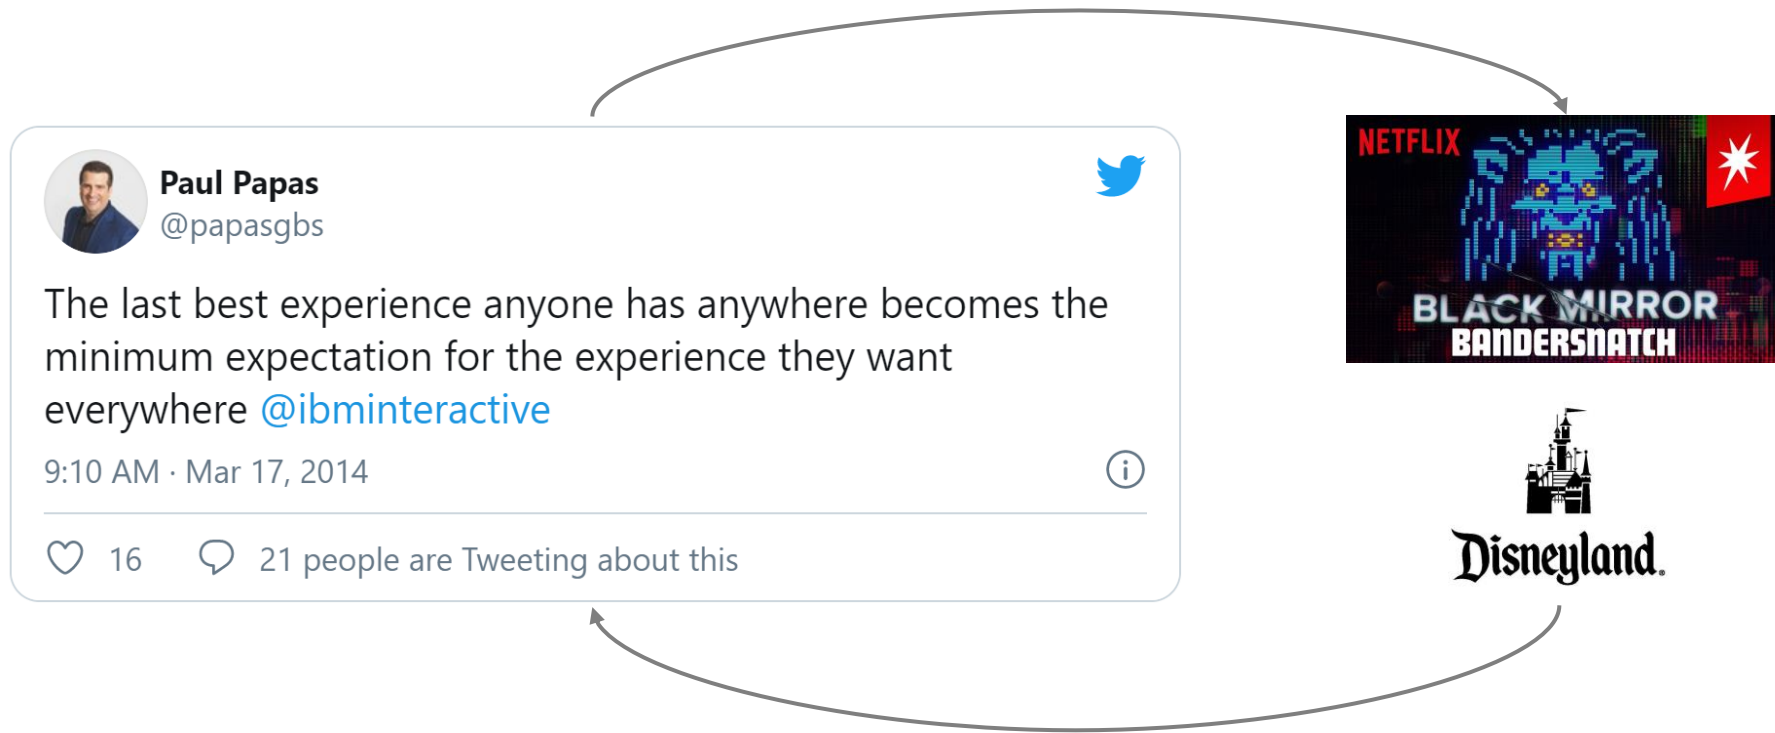 Paul Papas
@papasgbs
The last best experience anyone has anywhere becomes the
minimum expectation for the experience they want
everywhere @ibminteractive
9:10 AM · Mar 17, 2014
16
21 people are Tweeting about this
NETFLIX
BLACK MIRROR
BANDERSNATCH
Disneyland®